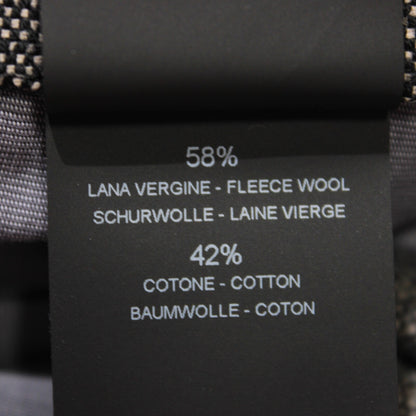 58%
LANA VERGINE - FLEECE WOOL
SCHURWOLLE - LAINE VIERGE
42%
COTONE - COTTON
BAUMWOLLE - COTON